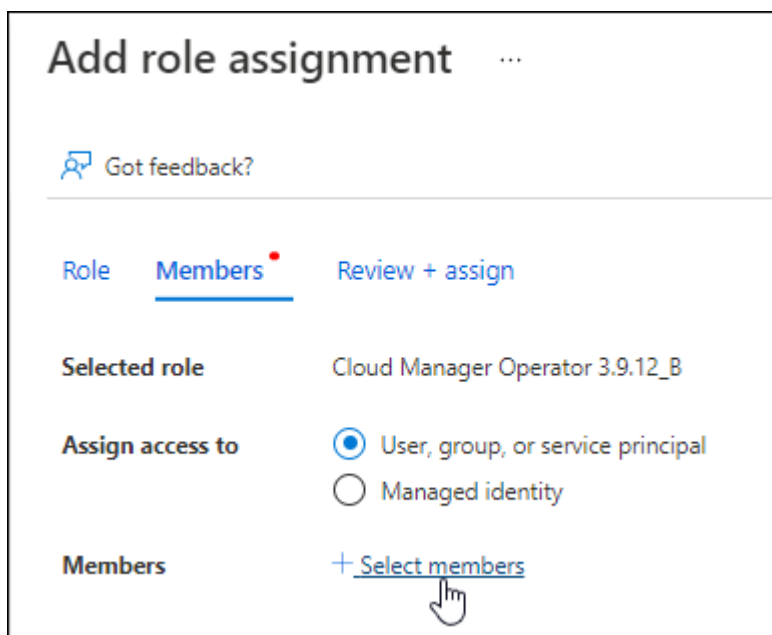 Add role assignment ...
Got feedback?
Role Members Review + assign
Selected role Cloud Manager Operator 3.9.12_B
Assign access to User, group, or service principal
Managed identity
Members + Select members